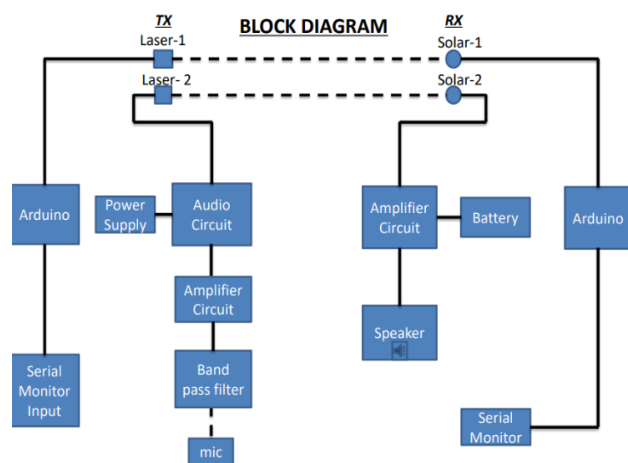 TX
BLOCK DIAGRAM
RX
Laser-1
Solar-1
Laser- 2
Solar-2
Arduino
Power
Supply
Audio
Circuit
Amplifier
Circuit
Battery
Arduino
Amplifier
Circuit
Speaker
Serial
Monitor
Input
Band
pass filter
Serial
Monitor
mic